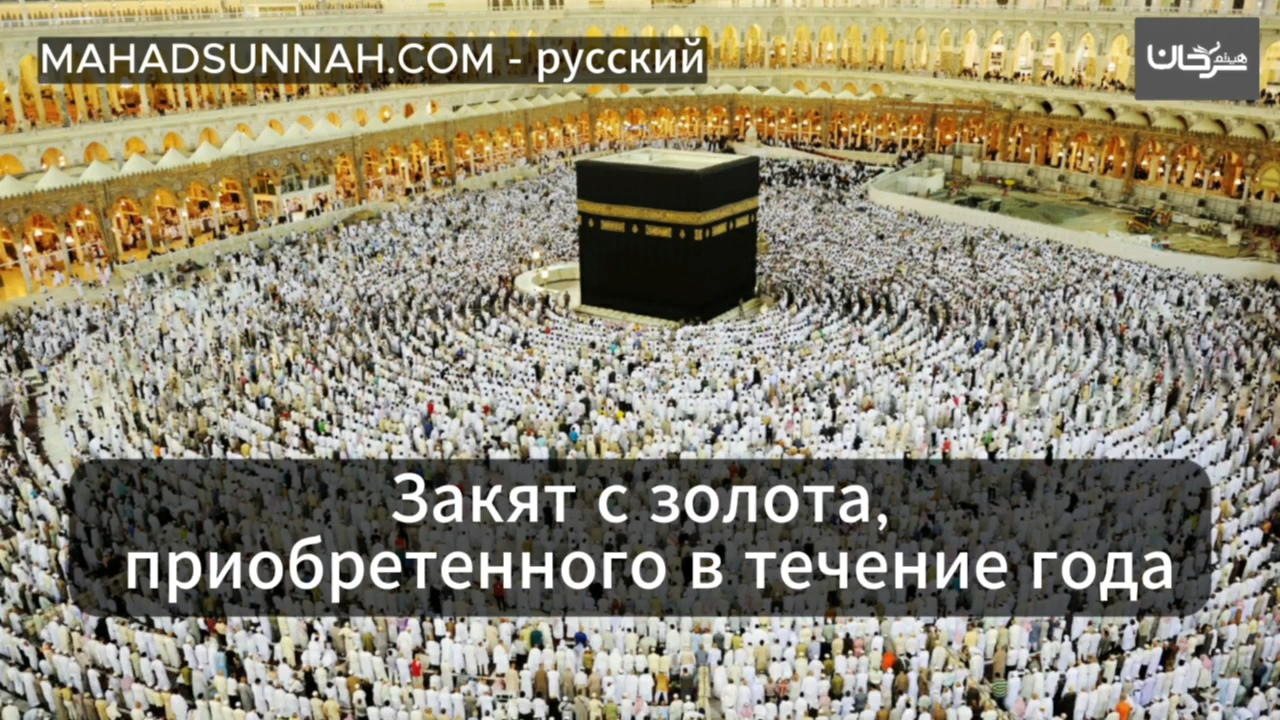 MAHADSUNNAH.COM - русский
Закят с золота,
приобретенного в течение года